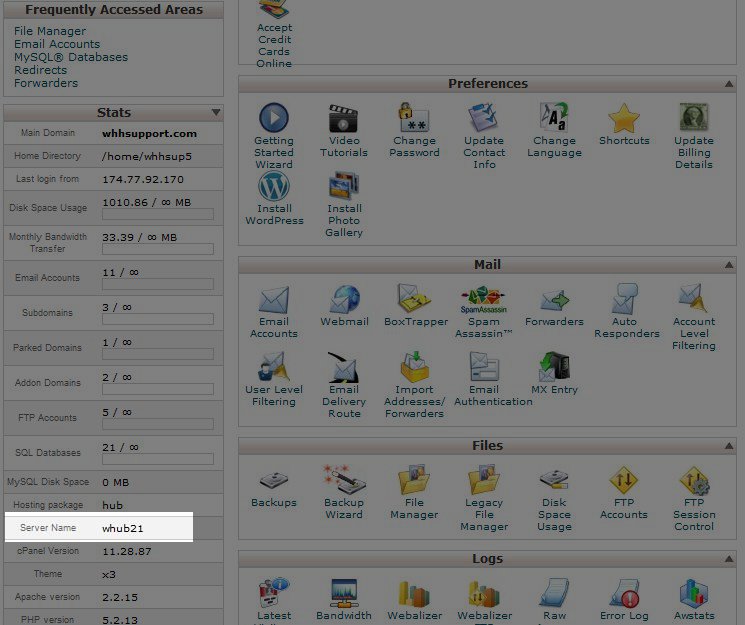 Frequently Accessed Areas
File Manager
Email Accounts
MySQL® Databases
Redirects
Forwarders
Stats
Main Domain whhsupport.com
Home Directory /home/whhsup5
Last login from 174.77.92.170
Disk Space Usage 1010.86 / ∞ MB
Monthly Bandwidth
Transfer 33.39 / ∞ MB
Email Accounts 11 / ∞
Subdomains 3 / ∞
Parked Domains 1 / ∞
Addon Domains 2 / ∞
FTP Accounts 5 / ∞
SQL Databases 21 / ∞
MySQL Disk Space 0 MB
Hosting package hub
Server Name whub21
cPanel Version 11.28.87
Theme x3
Apache version 2.2.15
PHP version 5.2.13
Accept
Credit
Cards
Online
Preferences
Getting
Started
Wizard
Video
Tutorials
Change
Password
Update
Contact
Info
Change
Language
Shortcuts
Update
Billing
Details
Install
WordPress
Install
Photo
Gallery
Mail
Email
Accounts
Webmail
BoxTrapper
SpamAssassin
Spam
Assassin™
Forwarders
Auto
Responders
Account
Level
Filtering
User Level
Filtering
Email
Delivery
Route
Import
Addresses/
Forwarders
Email
Authentication
MX Entry
Files
Backups
Backup
Wizard
File
Manager
Legacy
File
Manager
Disk
Space
Usage
FTP
Accounts
FTP
Session
Control
Logs
Latest
Bandwidth
Webalizer
Webalizer
Raw
Error Log
Awstats